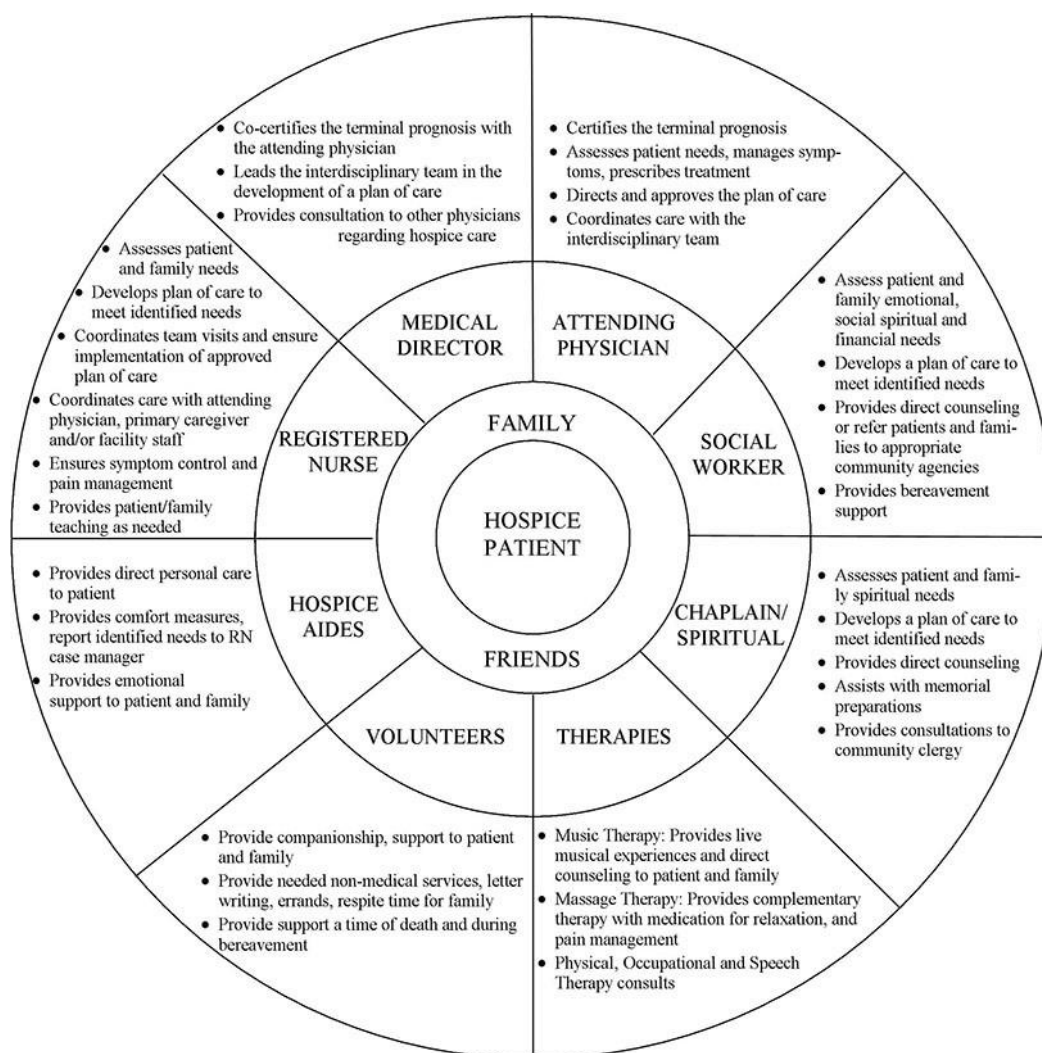 ● Co-certifies the terminal prognosis with
the attending physician
● Leads the interdisciplinary team in the
development of a plan of care
● Provides consultation to other physicians
regarding hospice care
● Certifies the terminal prognosis
● Assesses patient needs, manages symp-
toms, prescribes treatment
● Directs and approves the plan of care
● Coordinates care with the
interdisciplinary team
● Assesses patient
and family needs
● Develops plan of care to
meet identified needs
● Coordinates team visits and ensure
implementation of approved
plan of care
● Coordinates care with attending
physician, primary caregiver
and/or facility staff
● Ensures symptom control and
pain management
● Provides patient/family
teaching as needed
● Assess patient and
family emotional,
social spiritual and
financial needs
● Develops a plan of care to
meet identified needs
● Provides direct counseling
or refer patients and fami-
lies to appropriate
community agencies
● Provides bereavement
support
MEDICAL
DIRECTOR
ATTENDING
PHYSICIAN
REGISTERED
NURSE
FAMILY
SOCIAL
WORKER
HOSPICE
PATIENT
HOSPICE
AIDES
CHAPLAIN/
SPIRITUAL
FRIENDS
VOLUNTEERS
THERAPIES
● Provides direct personal care
to patient
● Provides comfort measures,
report identified needs to RN
case manager
● Provides emotional
support to patient and family
● Assesses patient and fami-
ly spiritual needs
● Develops a plan of care to
meet identified needs
● Provides direct counseling
● Assists with memorial
preparations
● Provides consultations to
community clergy
● Provide companionship, support to patient
and family
● Provide needed non-medical services, letter
writing, errands, respite time for family
● Provide support a time of death and during
bereavement
● Music Therapy: Provides live
musical experiences and direct
counseling to patient and family
● Massage Therapy: Provides complementary
therapy with medication for relaxation, and
pain management
● Physical, Occupational and Speech
Therapy consults